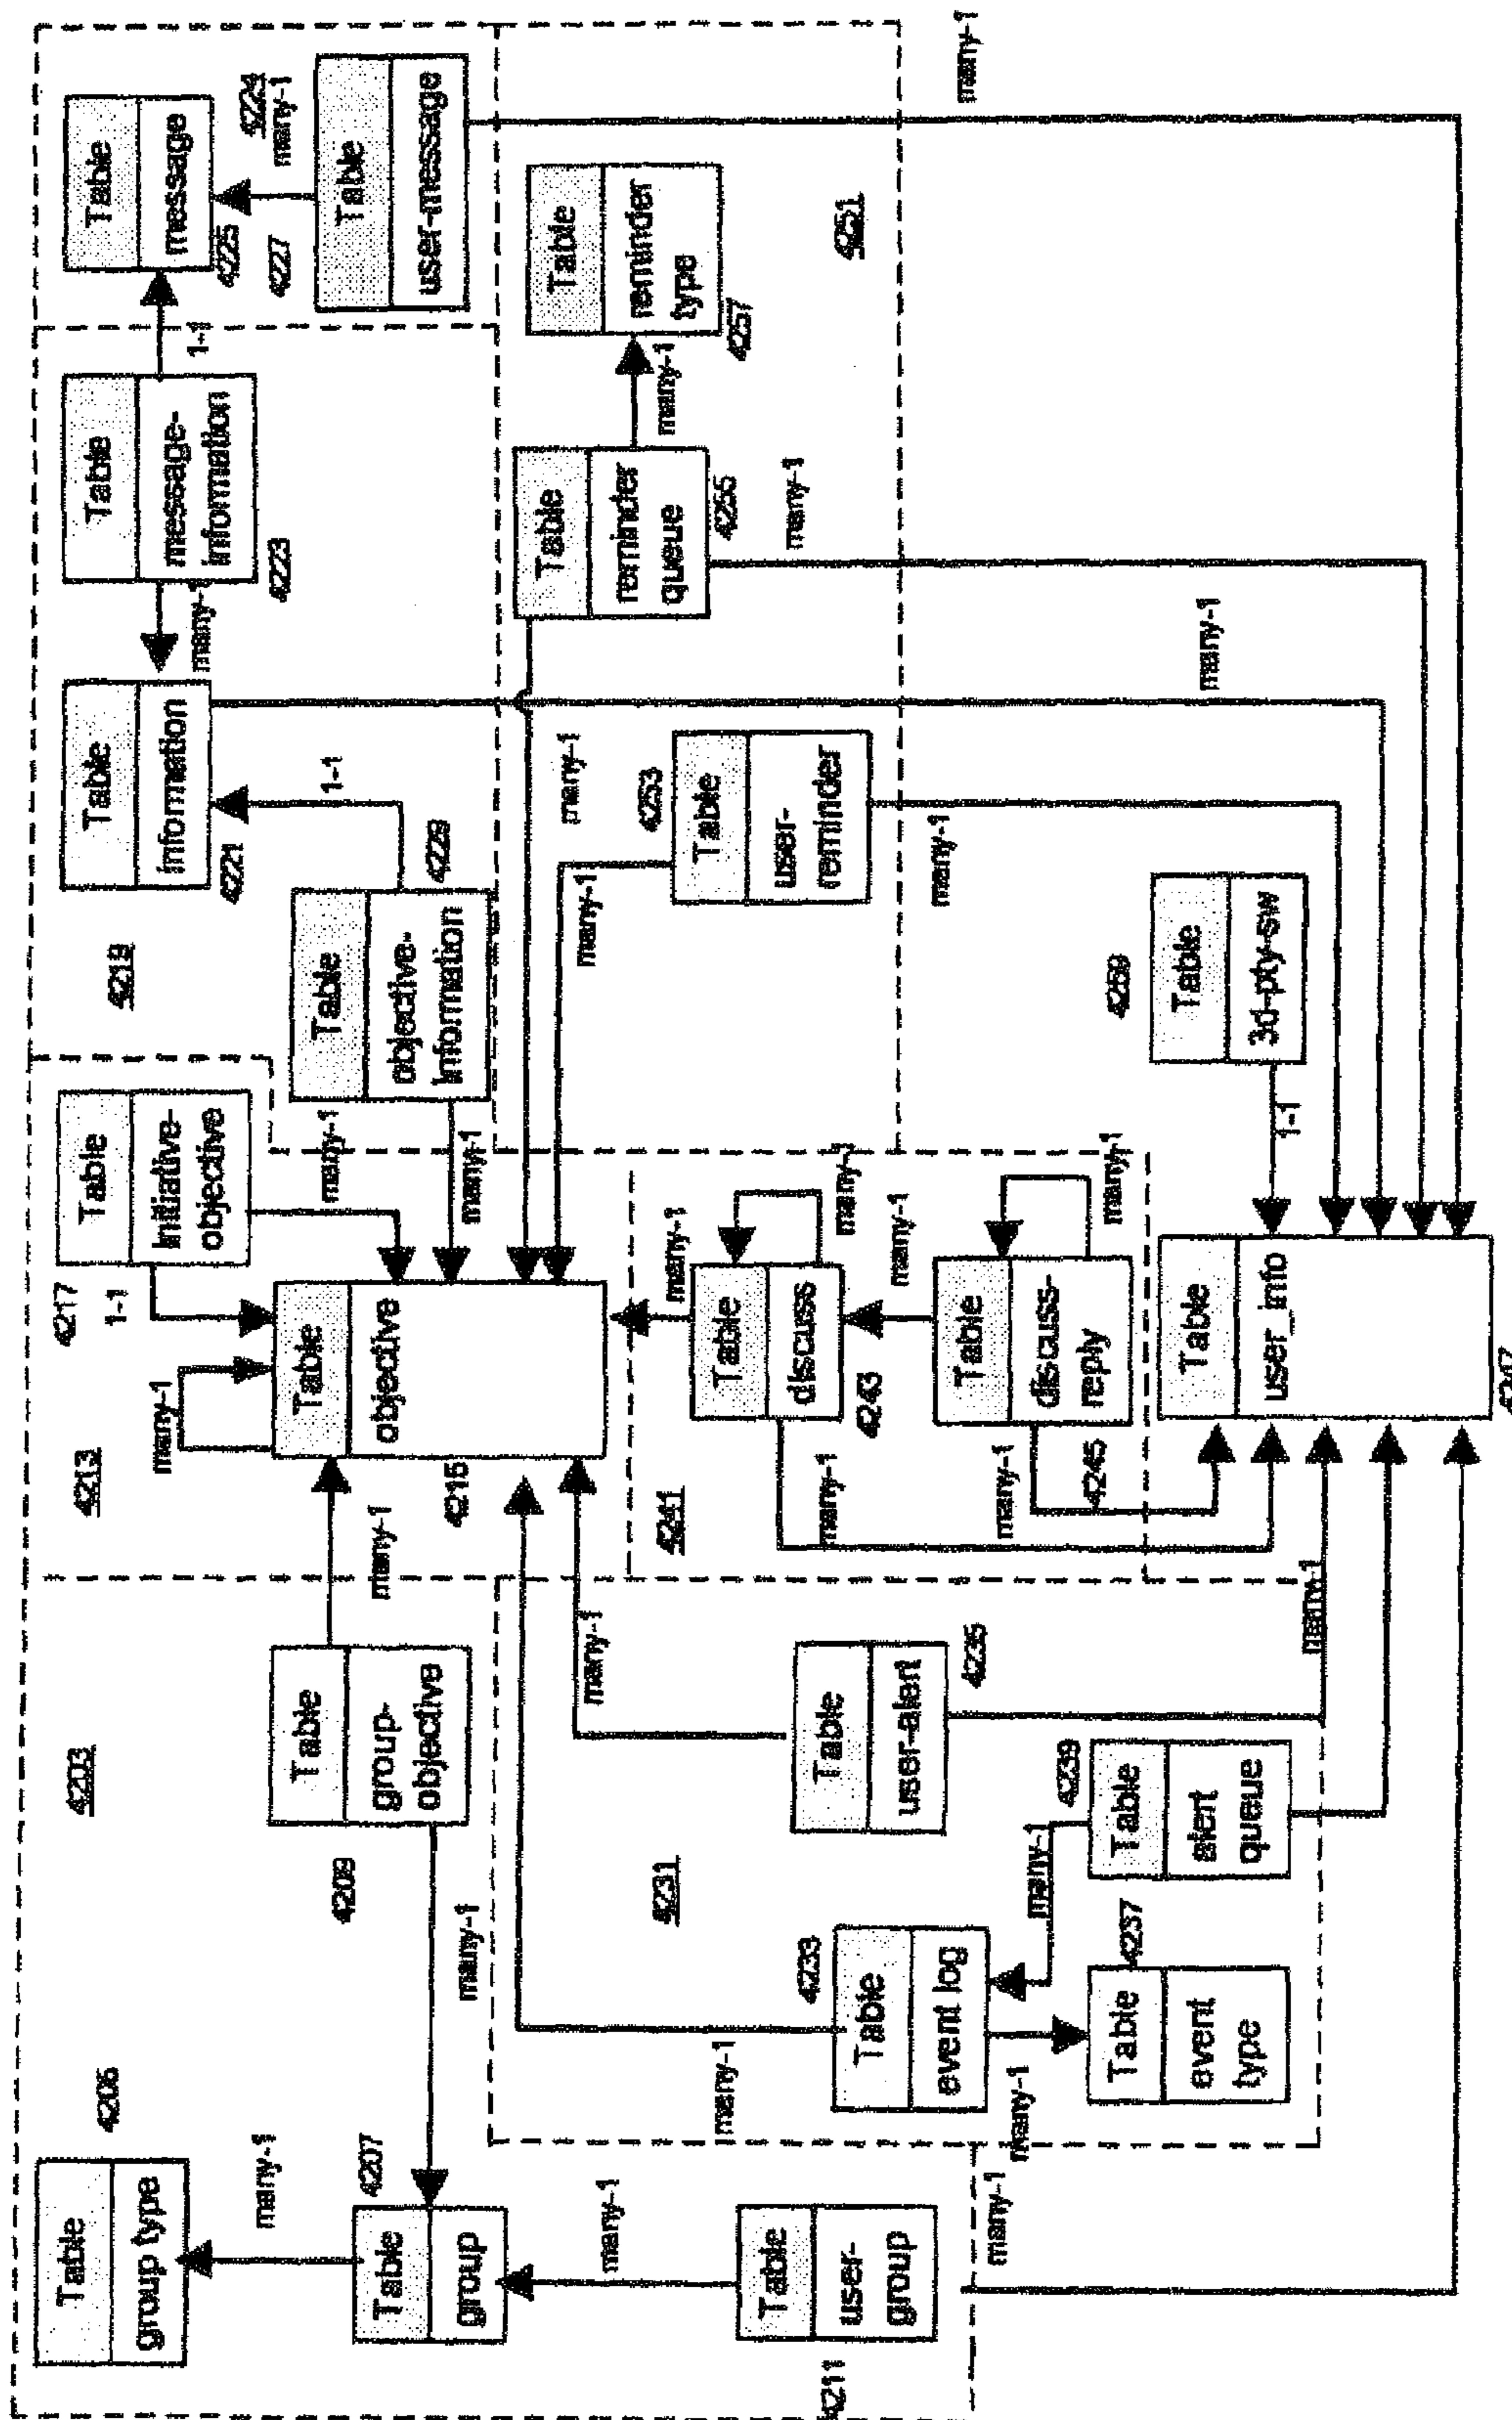 Table
group type
4205
many-1
4203
4213
4217
1-1
many-1
Table
initiative-
objective
4219
Table
information
4221
many-1
Table
message-
information
4223
1-1
Table
message
4225
4224
many-1
4227
Table
user-message
4207
Table
group
many-1
4209
Table
group-
objective
many-1
4215
Table
objective
many-1
many-1
Table
objective-
information
4229
1-1
many-1
many-1
many-1
Table
reminder
queue
4255
many-1
many-1
Table
reminder
type
4257
4251
many-1
Table
user-
group
4211
many-1
4231
many-1
many-1
4233
Table
event log
many-1
Table
event
type
4237
many-1
4239
Table
alert
queue
Table
user-alert
4235
many-1
4241
many-1
Table
discuss
4243
many-1
many-1
many-1
Table
discuss-
reply
4245
many-1
many-1
4253
Table
user-
reminder
many-1
many-1
many-1
4259
Table
3d-pty-sw
1-1
Table
user_info